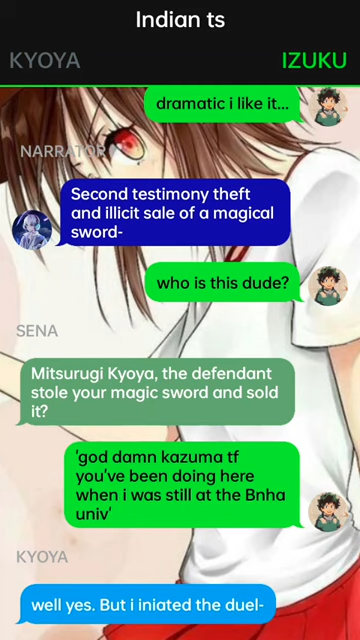 Indian ts
KYOYA
IZUKU
dramatic i like it...
NARRATOR
Second testimony theft
and illicit sale of a magical
sword-
who is this dude?
SENA
Mitsurugi Kyoya, the defendant
stole your magic sword and sold
it?
'god damn kazuma tf
you've been doing here
when i was still at the Bnha
univ'
KYOYA
well yes. But i iniated the duel-